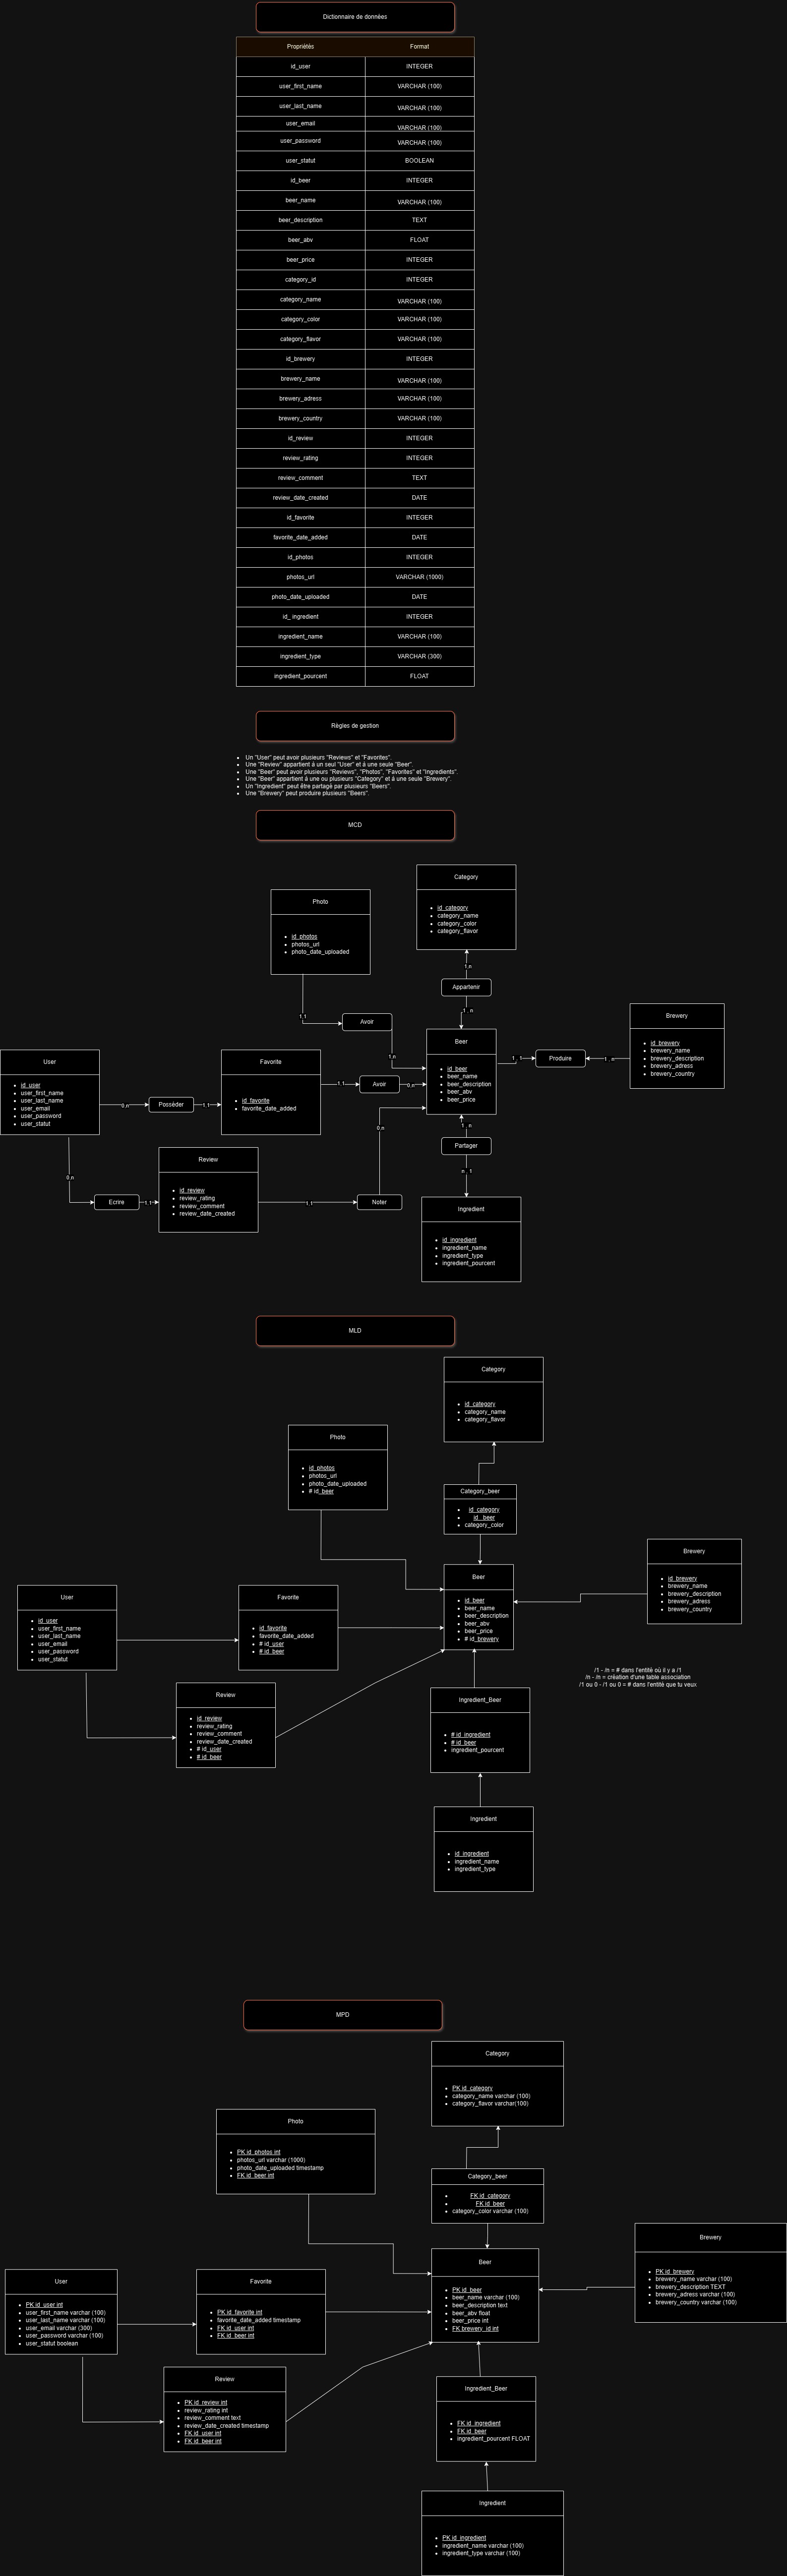 Dictionnaire de données
Propriétés Format
id_user INTEGER
user_first_name VARCHAR (100)
user_last_name VARCHAR (100)
user_email VARCHAR (100)
user_password VARCHAR (100)
user_statut BOOLEAN
id_beer INTEGER
beer_name VARCHAR (100)
beer_description TEXT
beer_abv FLOAT
beer_price INTEGER
category_id INTEGER
category_name VARCHAR (100)
category_color VARCHAR (100)
category_flavor VARCHAR (100)
id_brewery INTEGER
brewery_name VARCHAR (100)
brewery_adress VARCHAR (100)
brewery_country VARCHAR (100)
id_review INTEGER
review_rating INTEGER
review_comment TEXT
review_date_created DATE
id_favorite INTEGER
favorite_date_added DATE
id_photos INTEGER
photos_url VARCHAR (1000)
photo_date_uploaded DATE
id_ ingredient INTEGER
ingredient_name VARCHAR (100)
ingredient_type VARCHAR (300)
ingredient_pourcent FLOAT
Règles de gestion
Un "User" peut avoir plusieurs "Reviews" et "Favorites".
Une "Review" appartient à un seul "User" et à une seule "Beer".
Une "Beer" peut avoir plusieurs "Reviews", "Photos", "Favorites" et "Ingredients".
Une "Beer" appartient à une ou plusieurs "Category" et à une seule "Brewery".
Un "Ingredient" peut être partagé par plusieurs "Beers".
Une "Brewery" peut produire plusieurs "Beers".
MCD
Category
id_category
category_name
category_color
category_flavor
Photo
id_photos
photos_url
photo_date_uploaded
1,n
Appartenir
1 , n
1,1
Avoir
1,n
Brewery
id_brewery
brewery_name
brewery_description
brewery_adress
brewery_country
Beer
id_beer
beer_name
beer_description
beer_abv
beer_price
1 , 1
Produire
1 , n
User
id_user
user_first_name
user_last_name
user_email
user_password
user_statut
Favorite
id_favorite
favorite_date_added
1,1
Avoir
0,n
0,n
Posséder
1,1
0,n
1 , n
Partager
n , 1
Review
id_review
review_rating
review_comment
review_date_created
0,n
Ecrire
1,1
1,1
Noter
Ingredient
id_ingredient
ingredient_name
ingredient_type
ingredient_pourcent
MLD
Category
id_category
category_name
category_flavor
Photo
id_photos
photos_url
photo_date_uploaded
# id_beer
Category_beer
id_category
id_ beer
category_color
Brewery
id_brewery
brewery_name
brewery_description
brewery_adress
brewery_country
Beer
id_beer
beer_name
beer_description
beer_abv
beer_price
# id_brewery
User
id_user
user_first_name
user_last_name
user_email
user_password
user_statut
Favorite
id_favorite
favorite_date_added
# id_user
# id_beer
/1 - /n = # dans l'entité où il y a /1
/n - /n = création d'une table association
/1 ou 0 - /1 ou 0 = # dans l'entité que tu veux
Review
id_review
review_rating
review_comment
review_date_created
# id_user
# id_beer
Ingredient_Beer
# id_ingredient
# id_beer
ingredient_pourcent
Ingredient
id_ingredient
ingredient_name
ingredient_type
MPD
Category
PK id_category
category_name varchar (100)
category_flavor varchar(100)
Photo
PK id_photos int
photos_url varchar (1000)
photo_date_uploaded timestamp
FK id_beer int
Category_beer
FK id_category
FK id_beer
category_color varchar (100)
Brewery
PK id_brewery
brewery_name varchar (100)
brewery_description TEXT
brewery_adress varchar (100)
brewery_country varchar (100)
Beer
PK id_beer
beer_name varchar (100)
beer_description text
beer_abv float
beer_price int
FK brewery_id int
User
PK id_user int
user_first_name varchar (100)
user_last_name varchar (100)
user_email varchar (300)
user_password varchar (100)
user_statut boolean
Favorite
PK id_favorite int
favorite_date_added timestamp
FK id_user int
FK id_beer int
Review
PK id_review int
review_rating int
review_comment text
review_date_created timestamp
FK id_user int
FK id_beer int
Ingredient_Beer
FK id_ingredient
FK id_beer
ingredient_pourcent FLOAT
Ingredient
PK id_ingredient
ingredient_name varchar (100)
ingredient_type varchar (100)